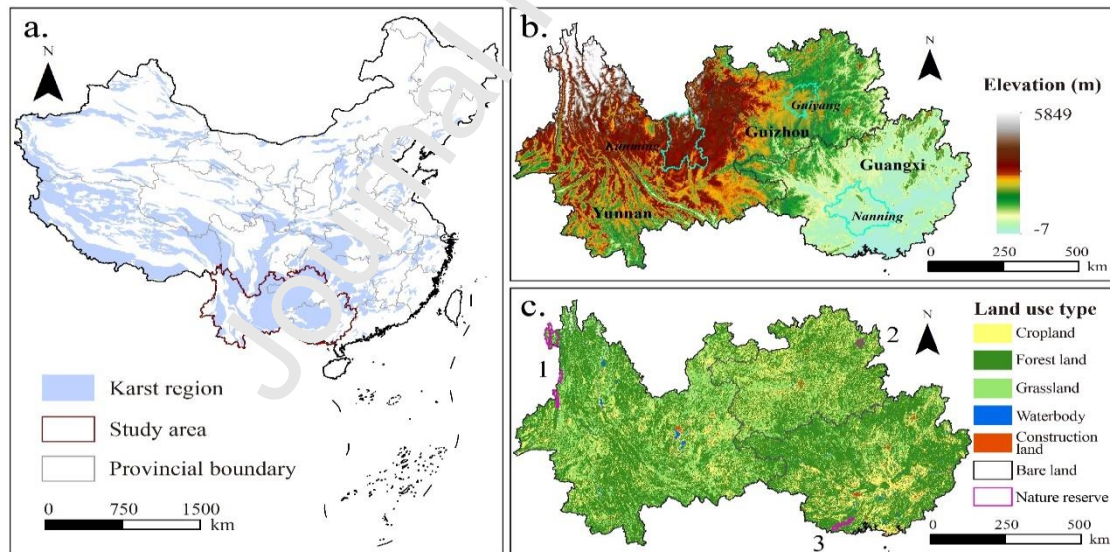 a.
N
Karst region
Study area
Provincial boundary
0 750 1500
km
Journal
b.
N
Elevation (m)
5849
-7
Guiyang
Guizhou
Kunming
Guangxi
Yunnan
Nanning
0 250 500
km
c.
N
Land use type
Cropland
Forest land
Grassland
Waterbody
Construction
land
Bare land
Nature reserve
1
2
3
0 250 500
km